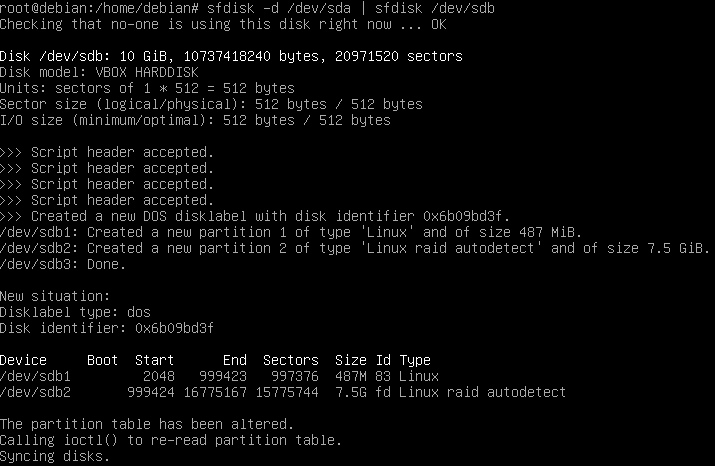 root@debian:/home/debian# sfdisk -d /dev/sda | sfdisk /dev/sdb
Checking that no-one is using this disk right now ... OK
Disk /dev/sdb: 10 GiB, 10737418240 bytes, 20971520 sectors
Disk model: VBOX HARDDISK
Units: sectors of 1 * 512 = 512 bytes
Sector size (logical/physical): 512 bytes / 512 bytes
I/O size (minimum/optimal): 512 bytes / 512 bytes
>>> Script header accepted.
>>> Script header accepted.
>>> Script header accepted.
>>> Script header accepted.
>>> Created a new DOS disklabel with disk identifier 0x6b09bd3f.
/dev/sdb1: Created a new partition 1 of type 'Linux' and of size 487 MiB.
/dev/sdb2: Created a new partition 2 of type 'Linux raid autodetect' and of size 7.5 GiB.
/dev/sdb3: Done.
New situation:
Disklabel type: dos
Disk identifier: 0x6b09bd3f
Device     Boot  Start      End  Sectors  Size Id Type
/dev/sdb1         2048   999423   997376  487M 83 Linux
/dev/sdb2       999424 16775167 15775744  7.5G fd Linux raid autodetect
The partition table has been altered.
Calling ioctl() to re-read partition table.
Syncing disks.